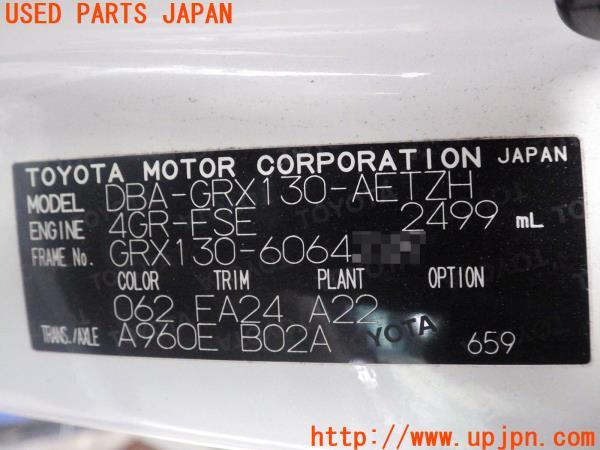 USED PARTS JAPAN
TOYOTA MOTOR CORPORATION JAPAN
MODEL DBA-GRX130-AETZH
ENGINE 4GR-FSE 2499 mL
FRAME No. GRX130-6064
COLOR TRIM PLANT OPTION
062 FA24 A22
TRANS./AXLE A960E B02A 659
TOYOTA
http://www.upjpn.com